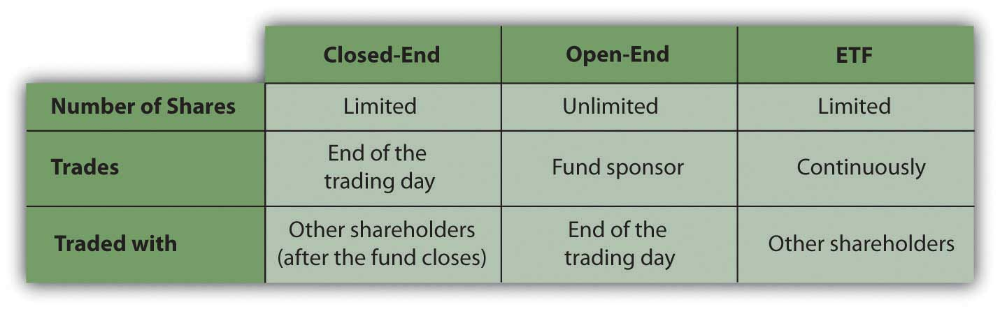 Closed-End Open-End ETF
Number of Shares Limited Unlimited Limited
Trades End of the trading day Fund sponsor Continuously
Traded with Other shareholders (after the fund closes) End of the trading day Other shareholders